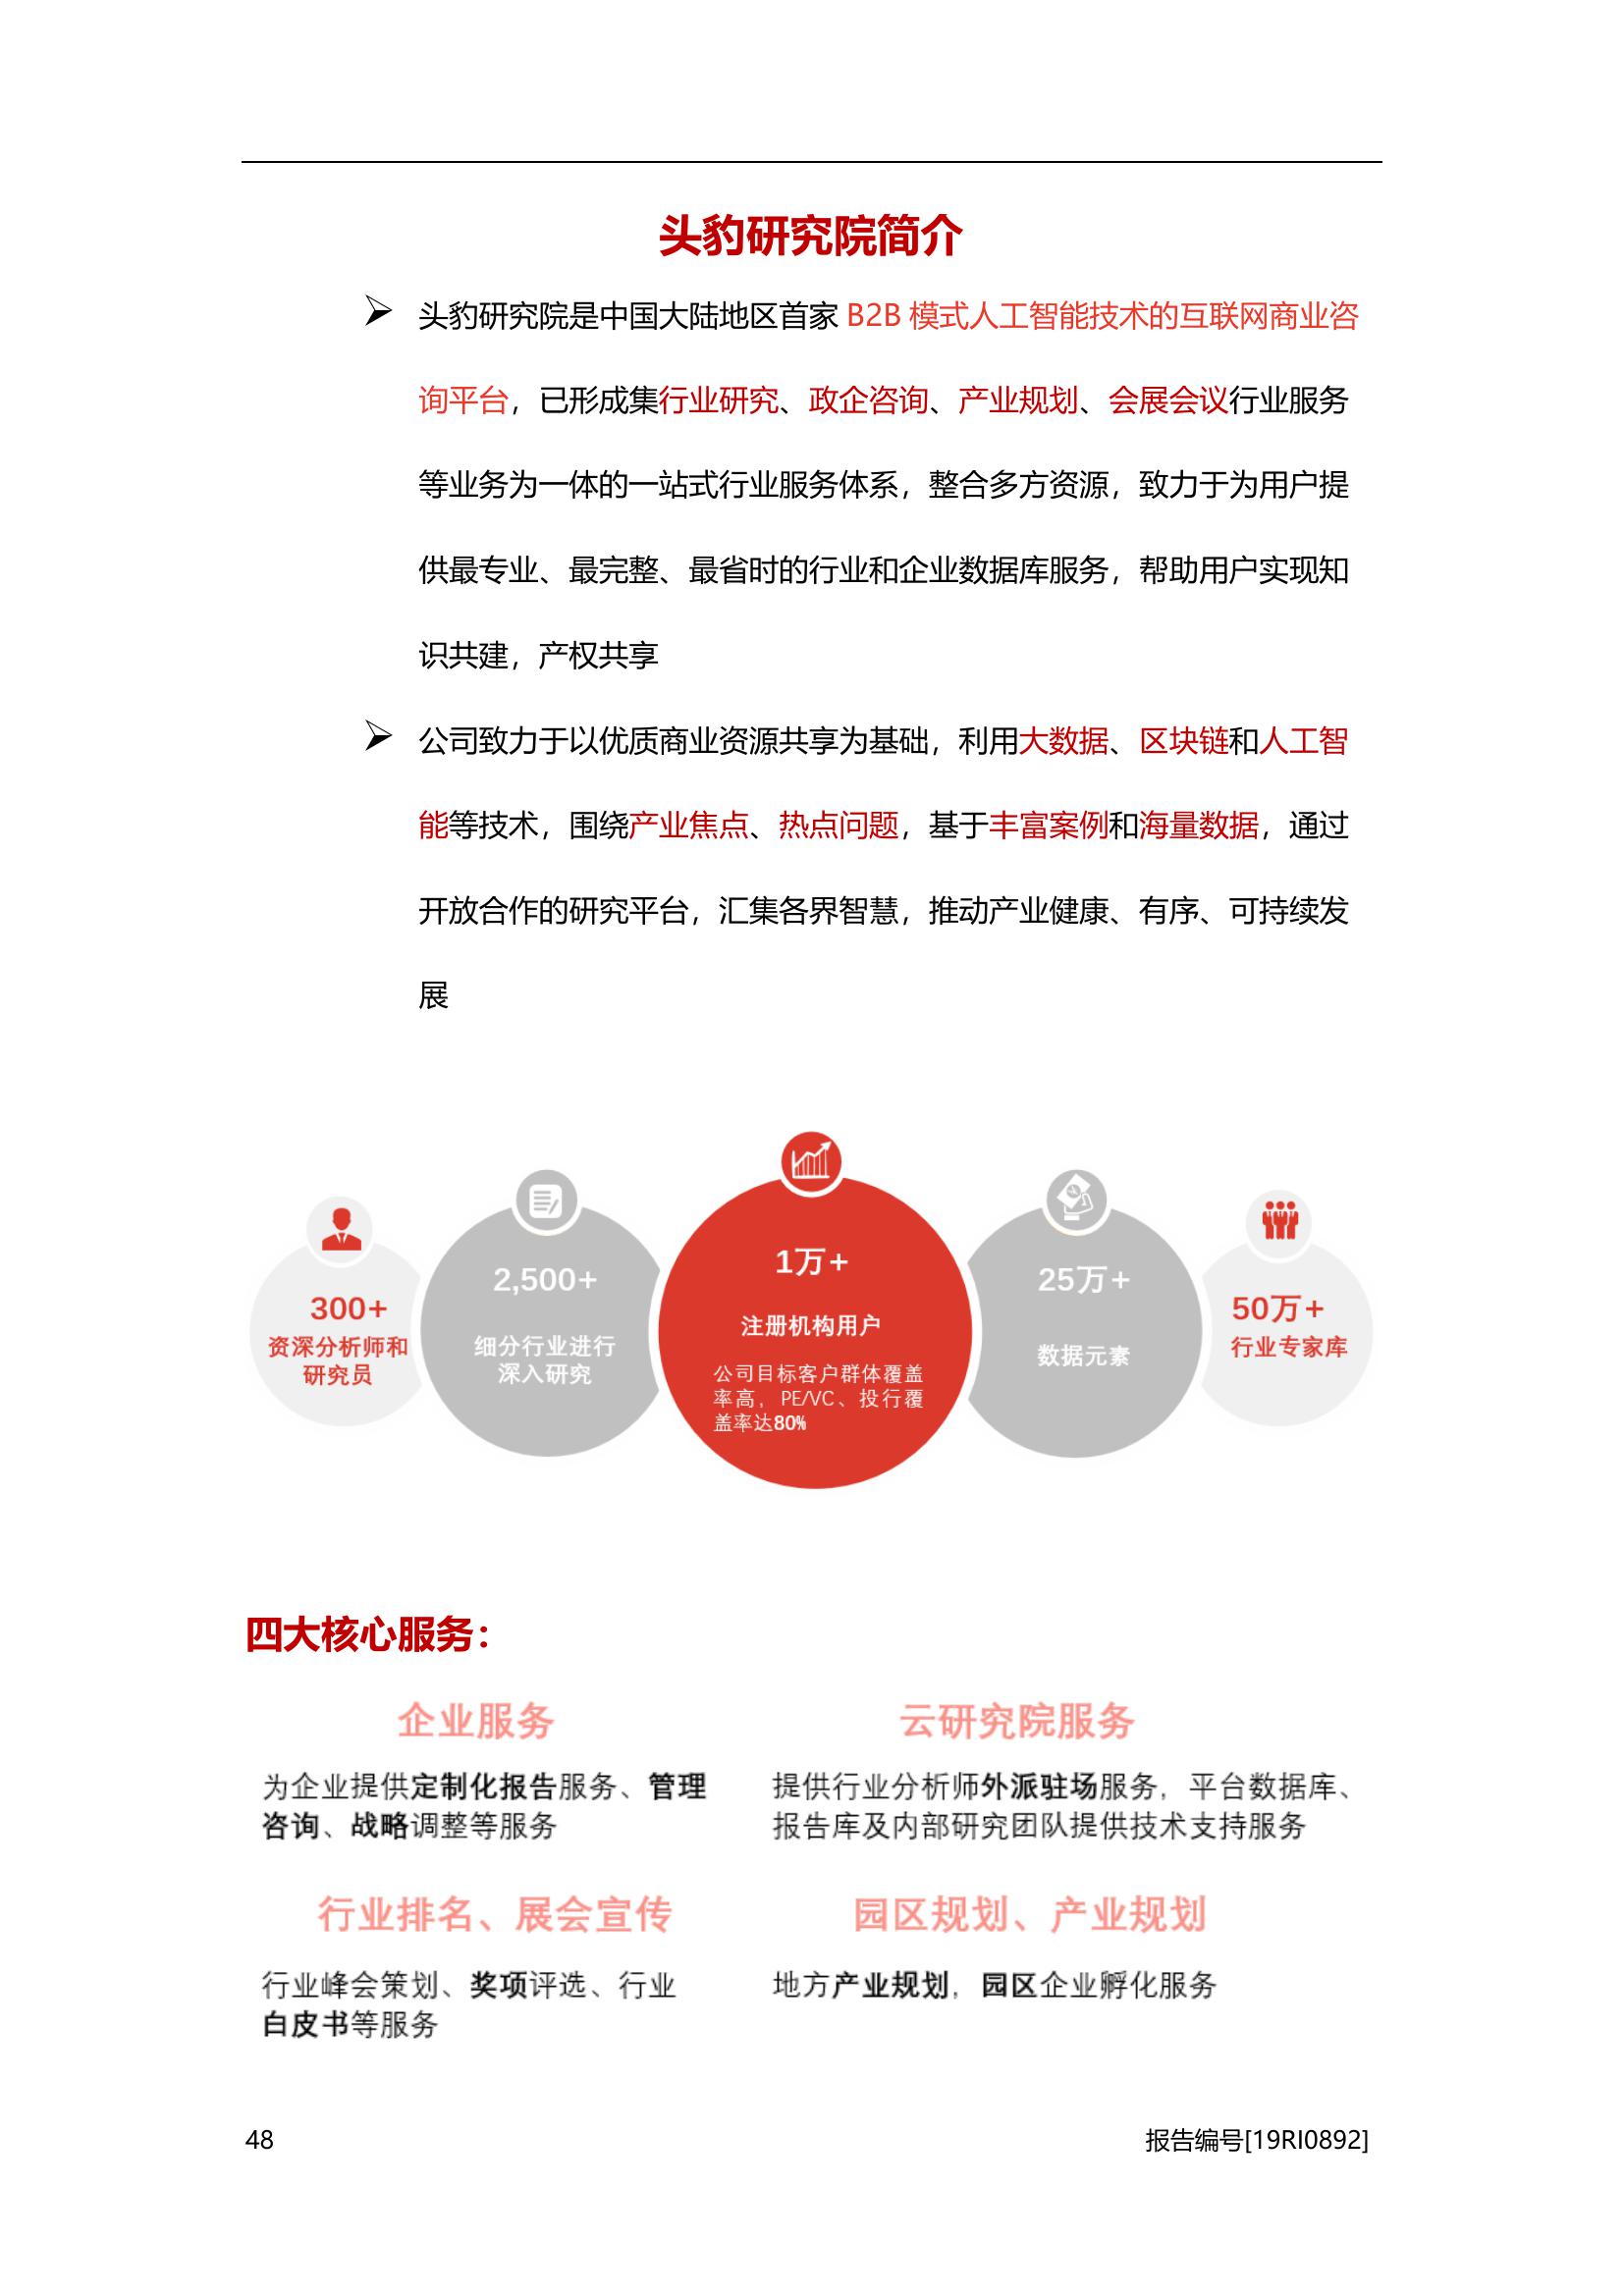 头豹研究院简介
➢ 头豹研究院是中国大陆地区首家 B2B 模式人工智能技术的互联网商业咨
询平台，已形成集行业研究、政企咨询、产业规划、会展会议行业服务
等业务为一体的一站式行业服务体系，整合多方资源，致力于为用户提
供最专业、最完整、最省时的行业和企业数据库服务，帮助用户实现知
识共建，产权共享
➢ 公司致力于以优质商业资源共享为基础，利用大数据、区块链和人工智
能等技术，围绕产业焦点、热点问题，基于丰富案例和海量数据，通过
开放合作的研究平台，汇集各界智慧，推动产业健康、有序、可持续发
展
300+
资深分析师和
研究员
2,500+
细分行业进行
深入研究
1万+
注册机构用户
公司目标客户群体覆盖
率高，PE/VC、投行覆
盖率达80%
25万+
数据元素
50万+
行业专家库
四大核心服务：
企业服务
为企业提供定制化报告服务、管理
咨询、战略调整等服务
云研究院服务
提供行业分析师外派驻场服务，平台数据库、
报告库及内部研究团队提供技术支持服务
行业排名、展会宣传
行业峰会策划、奖项评选、行业
白皮书等服务
园区规划、产业规划
地方产业规划，园区企业孵化服务
48
报告编号[19RI0892]